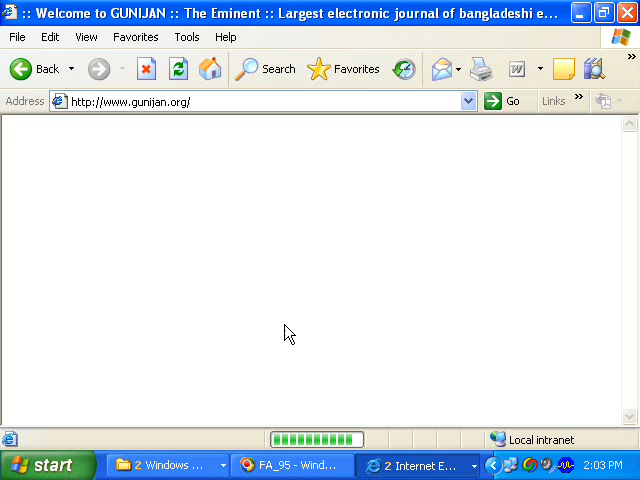 :: Welcome to GUNIJAN :: The Eminent :: Largest electronic journal of bangladeshi e...
File Edit View Favorites Tools Help
Back Search Favorites W »
Address http://www.gunijan.org/ Go Links »
Local intranet
start 2 Windows ... FA_95 - Wind... 2 Internet E... 2:03 PM